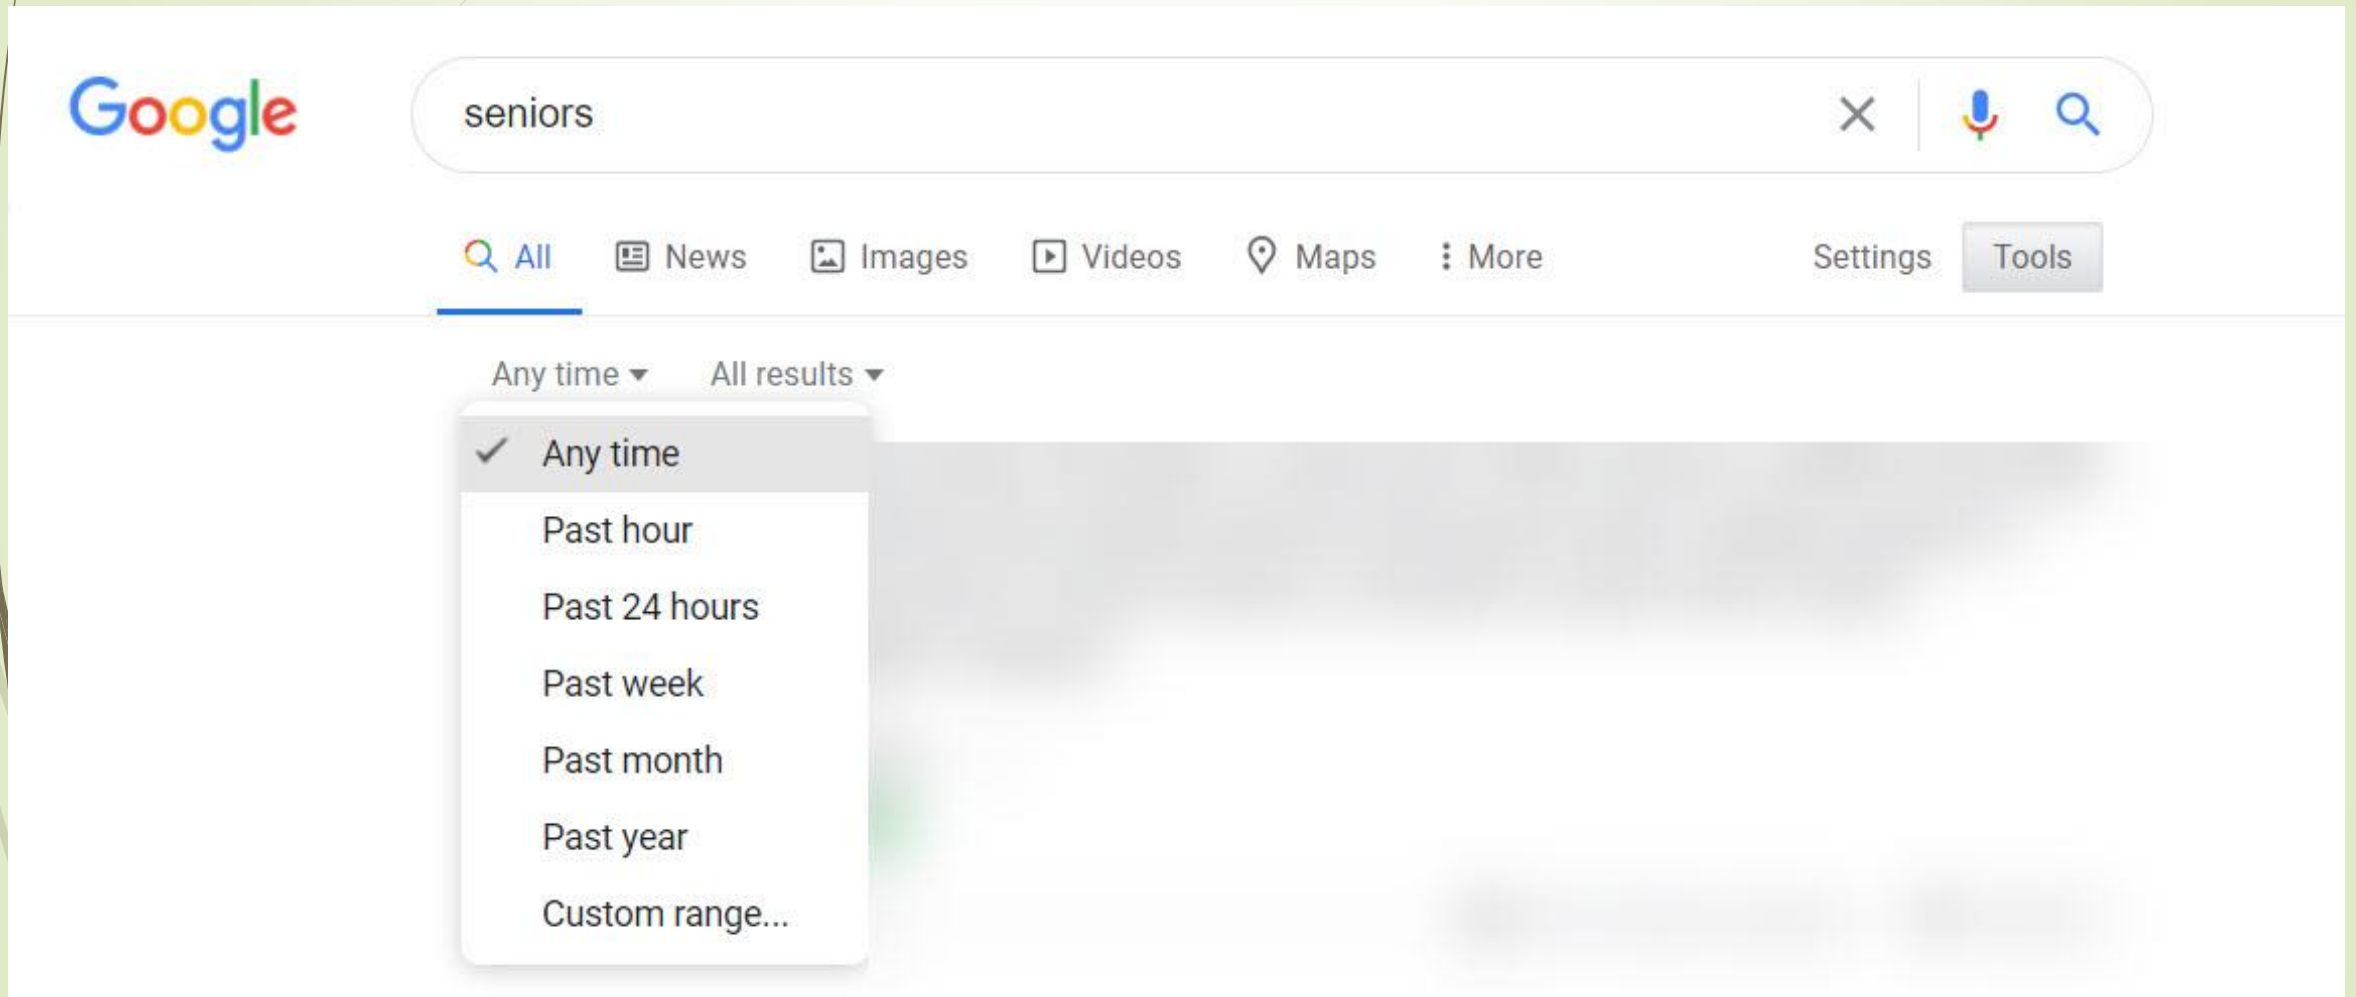 Google
seniors
All News Images Videos Maps More Settings Tools
Any time All results
Any time
Past hour
Past 24 hours
Past week
Past month
Past year
Custom range...